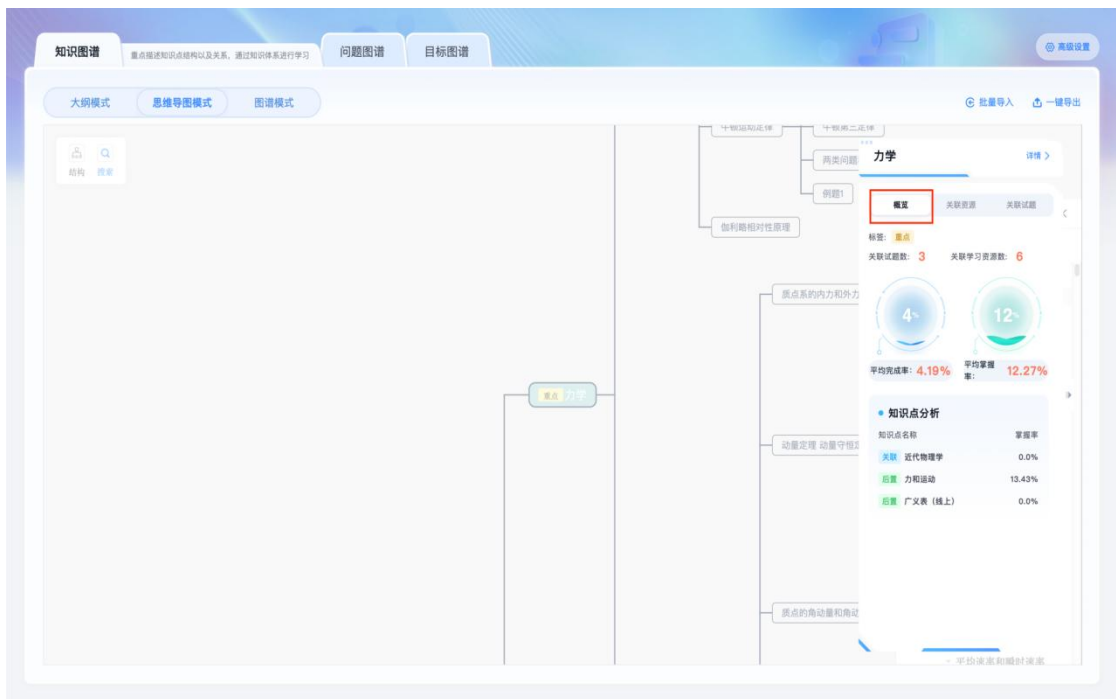 知识图谱 重点描述知识点结构以及关系，通过知识体系进行学习 问题图谱 目标图谱 高级设置
大纲模式 思维导图模式 图谱模式 批量导入 一键导出
结构 搜索
牛顿运动定律 牛顿第三定律
两类问题
例题1
伽利略相对性原理
质点系的内力和外力
重点 力学
动量定理 动量守恒定
质点的角动量和角动
力学 详情 >
概览 关联资源 关联试题
标签: 重点
关联试题数: 3 关联学习资源数: 6
4% 12%
平均完成率: 4.19% 平均掌握率: 12.27%
知识点分析
知识点名称 掌握率
关联 近代物理学 0.0%
后置 力和运动 13.43%
后置 广义表（线上） 0.0%
平均速率和瞬时速率